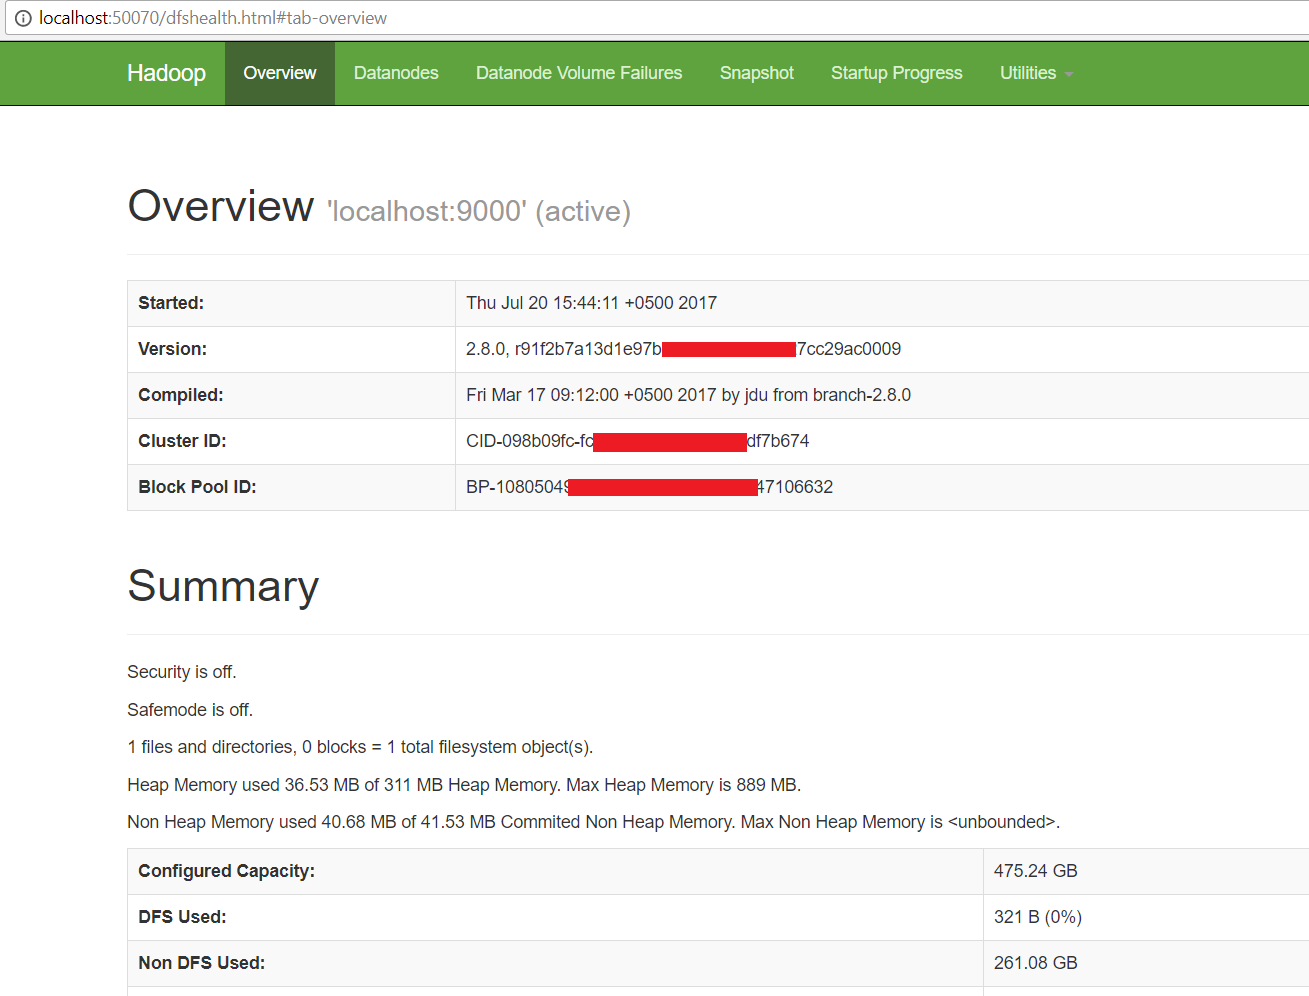 localhost:50070/dfshealth.html#tab-overview
Hadoop Overview Datanodes Datanode Volume Failures Snapshot Startup Progress Utilities
Overview 'localhost:9000' (active)
Started: Thu Jul 20 15:44:11 +0500 2017
Version: 2.8.0, r91f2b7a13d1e97b 7cc29ac0009
Compiled: Fri Mar 17 09:12:00 +0500 2017 by jdu from branch-2.8.0
Cluster ID: CID-098b09fc-fc df7b674
Block Pool ID: BP-10805049 47106632
Summary
Security is off.
Safemode is off.
1 files and directories, 0 blocks = 1 total filesystem object(s).
Heap Memory used 36.53 MB of 311 MB Heap Memory. Max Heap Memory is 889 MB.
Non Heap Memory used 40.68 MB of 41.53 MB Commited Non Heap Memory. Max Non Heap Memory is <unbounded>.
Configured Capacity: 475.24 GB
DFS Used: 321 B (0%)
Non DFS Used: 261.08 GB